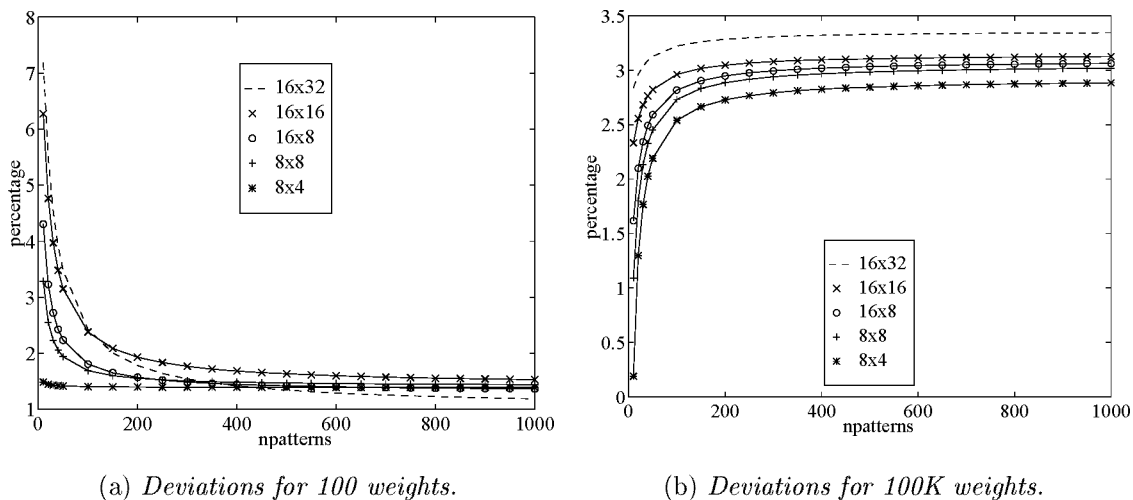 8
7
6
5
4
3
2
1
percentage
16x32
16x16
16x8
8x8
8x4
0 200 400 600 800 1000
npatterns
(a) Deviations for 100 weights.
3.5
3
2.5
2
1.5
1
0.5
0
percentage
16x32
16x16
16x8
8x8
8x4
0 200 400 600 800 1000
npatterns
(b) Deviations for 100K weights.